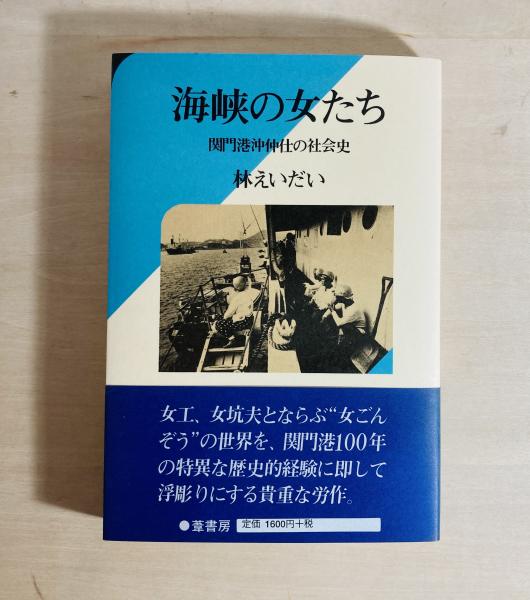 海峡の女たち
関門港沖仲仕の社会史
林えいだい
女工、女坑夫とならぶ“女ごん
ぞう”の世界を、関門港100年
の特異な歴史的経験に即して
浮彫りにする貴重な労作。
●葦書房 定価 1600円+税